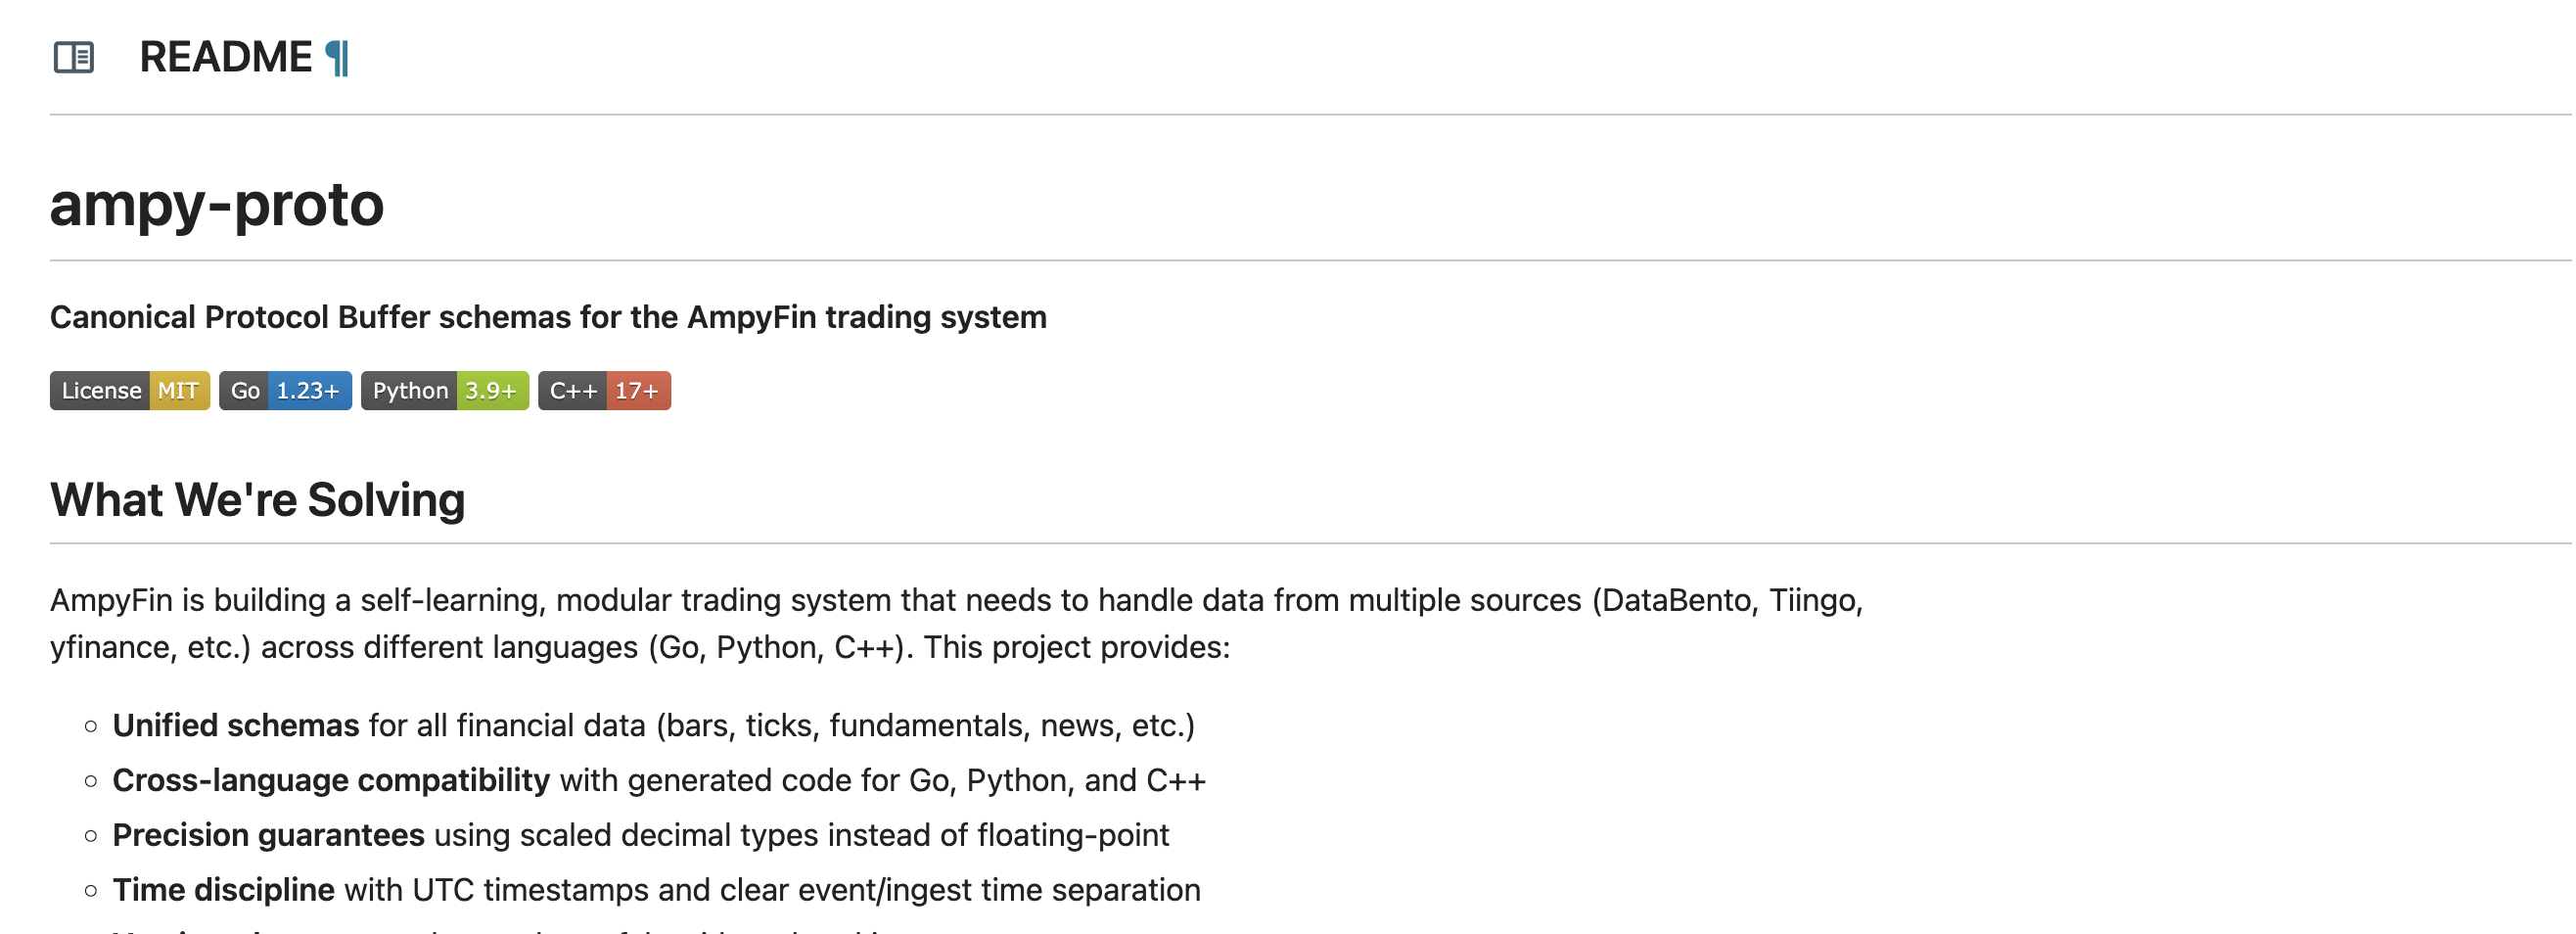 README ¶
ampy-proto
Canonical Protocol Buffer schemas for the AmpyFin trading system
License MIT Go 1.23+ Python 3.9+ C++ 17+
What We're Solving
AmpyFin is building a self-learning, modular trading system that needs to handle data from multiple sources (DataBento, Tiingo,
yfinance, etc.) across different languages (Go, Python, C++). This project provides:
Unified schemas for all financial data (bars, ticks, fundamentals, news, etc.)
Cross-language compatibility with generated code for Go, Python, and C++
Precision guarantees using scaled decimal types instead of floating-point
Time discipline with UTC timestamps and clear event/ingest time separation